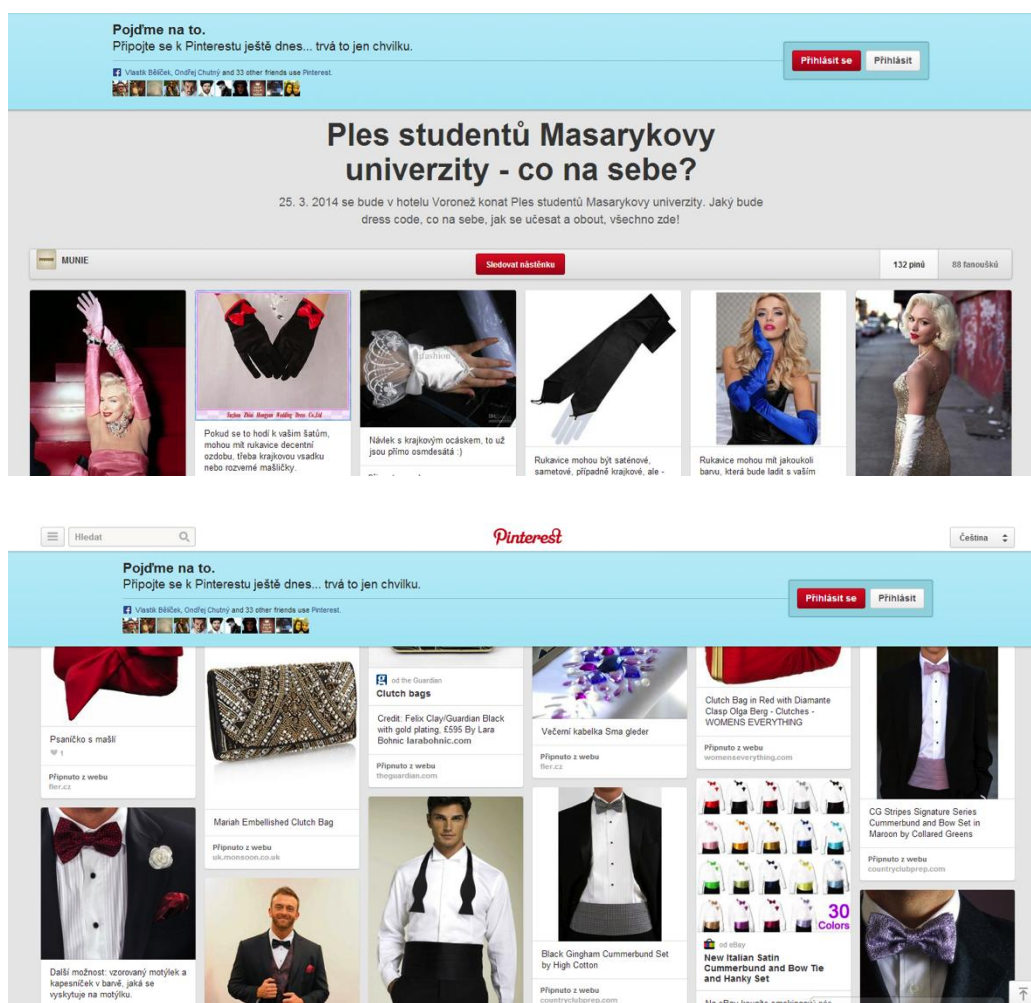 Pojďme na to.
Připojte se k Pinterestu ještě dnes... trvá to jen chvilku.
Vlastik Bělíček, Ondřej Chutný and 33 other friends use Pinterest.
Přihlásit se
Přihlásit
Ples studentů Masarykovy
univerzity - co na sebe?
25. 3. 2014 se bude v hotelu Voroněž konat Ples studentů Masarykovy univerzity. Jaký bude
dress code, co na sebe, jak se učesat a obout, všechno zde!
MUNIE
Sledovat nástěnku
132 pinů
88 fanoušků
Suzhou Zhixi Hongyun Wedding Dress Co.,Ltd
Pokud se to hodí k vašim šatům,
mohou mít rukavice decentní
ozdobu, třeba krajkovou vsadku
nebo rozverné mašličky.
Návlek s krajkovým ocáskem, to už
jsou přímo osmdesátá :)
Rukavice mohou být saténové,
sametové, případně krajkové, ale -
Rukavice mohou mít jakoukoli
barvu, která bude ladit s vaším
Hledat
Pinterest
Čeština
Pojďme na to.
Připojte se k Pinterestu ještě dnes... trvá to jen chvilku.
Vlastik Bělíček, Ondřej Chutný and 33 other friends use Pinterest.
Přihlásit se
Přihlásit
Psaníčko s mašlí
1
Připnuto z webu
fler.cz
Další možnost: vzorovaný motýlek a
kapesníček v barvě, jaká se
vyskytuje na motýlku.
Mariah Embellished Clutch Bag
Připnuto z webu
uk.monsoon.co.uk
od the Guardian
Clutch bags
Credit: Felix Clay/Guardian Black
with gold plating, £595 By Lara
Bohnic larabohnic.com
Připnuto z webu
theguardian.com
Večerní kabelka Sma gleder
Připnuto z webu
fler.cz
Black Gingham Cummerbund Set
by High Cotton
Připnuto z webu
countryclubprep.com
Clutch Bag in Red with Diamante
Clasp Olga Berg - Clutches -
WOMENS EVERYTHING
Připnuto z webu
womenseverything.com
30
Colors
od eBay
New Italian Satin
Cummerbund and Bow Tie
and Hanky Set
CG Stripes Signature Series
Cummerbund and Bow Set in
Maroon by Collared Greens
Připnuto z webu
countryclubprep.com